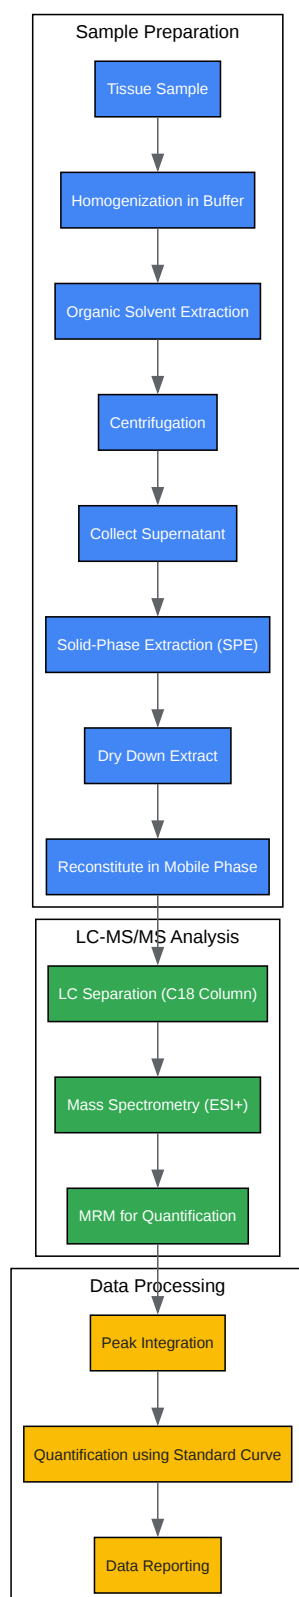 Sample Preparation
Tissue Sample
Homogenization in Buffer
Organic Solvent Extraction
Centrifugation
Collect Supernatant
Solid-Phase Extraction (SPE)
Dry Down Extract
Reconstitute in Mobile Phase
LC-MS/MS Analysis
LC Separation (C18 Column)
Mass Spectrometry (ESI+)
MRM for Quantification
Data Processing
Peak Integration
Quantification using Standard Curve
Data Reporting